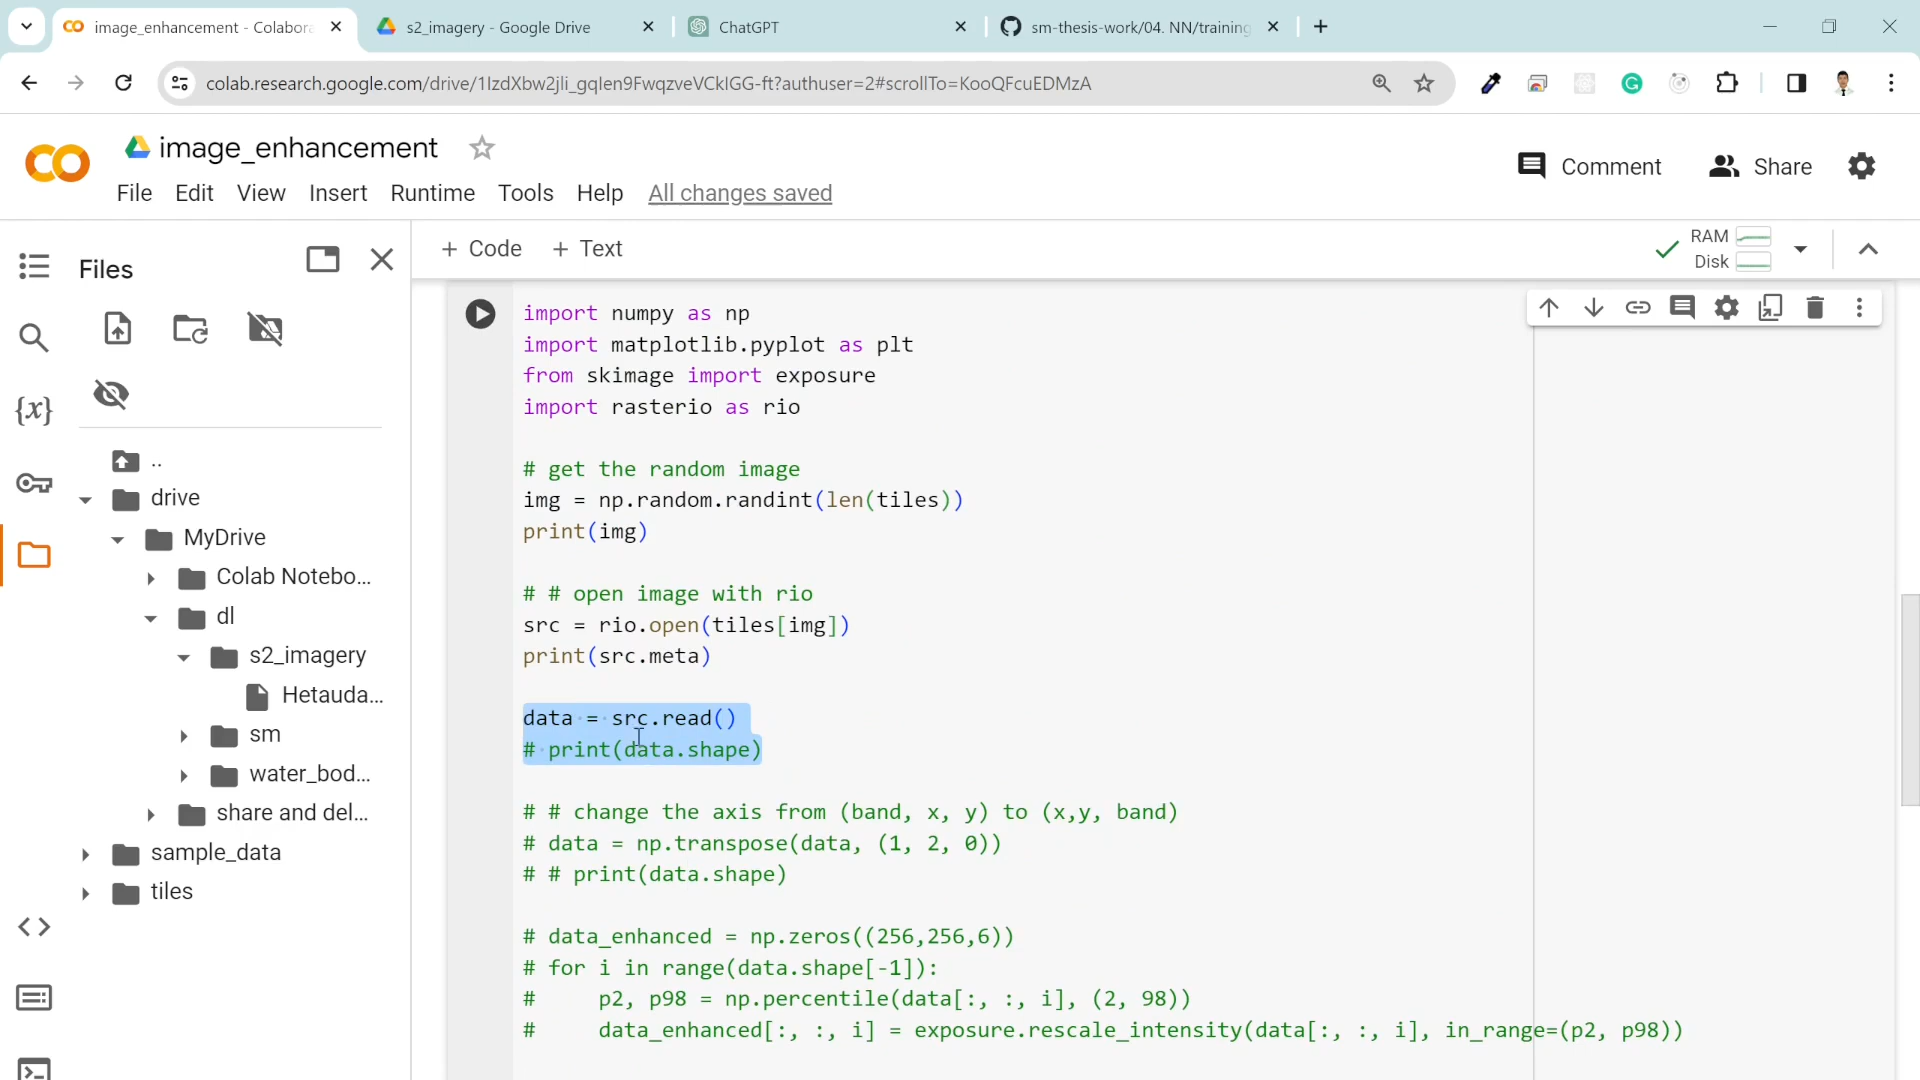 image_enhancement - Colabora
s2_imagery - Google Drive
ChatGPT
sm-thesis-work/04. NN/training
colab.research.google.com/drive/1IzdXbw2jli_gqIen9FwqzveVCkIGG-ft?authuser=2#scrollTo=KooQFcuEDMzA
image_enhancement
Comment
Share
File Edit View Insert Runtime Tools Help All changes saved
Files
+ Code + Text
RAM
Disk
..
drive
MyDrive
Colab Notebo...
dl
s2_imagery
Hetauda...
sm
water_bod...
share and del...
sample_data
tiles
{x}
import numpy as np
import matplotlib.pyplot as plt
from skimage import exposure
import rasterio as rio
# get the random image
img = np.random.randint(len(tiles))
print(img)
# # open image with rio
src = rio.open(tiles[img])
print(src.meta)
data = src.read()
# print(data.shape)
# # change the axis from (band, x, y) to (x,y, band)
# data = np.transpose(data, (1, 2, 0))
# # print(data.shape)
# data_enhanced = np.zeros((256,256,6))
# for i in range(data.shape[-1]):
#     p2, p98 = np.percentile(data[:, :, i], (2, 98))
#     data_enhanced[:, :, i] = exposure.rescale_intensity(data[:, :, i], in_range=(p2, p98))